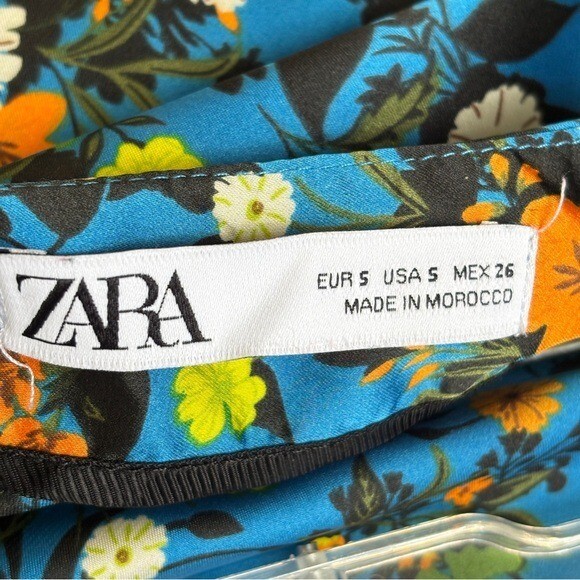 ZARA
EUR S USA S MEX 26
MADE IN MOROCCO